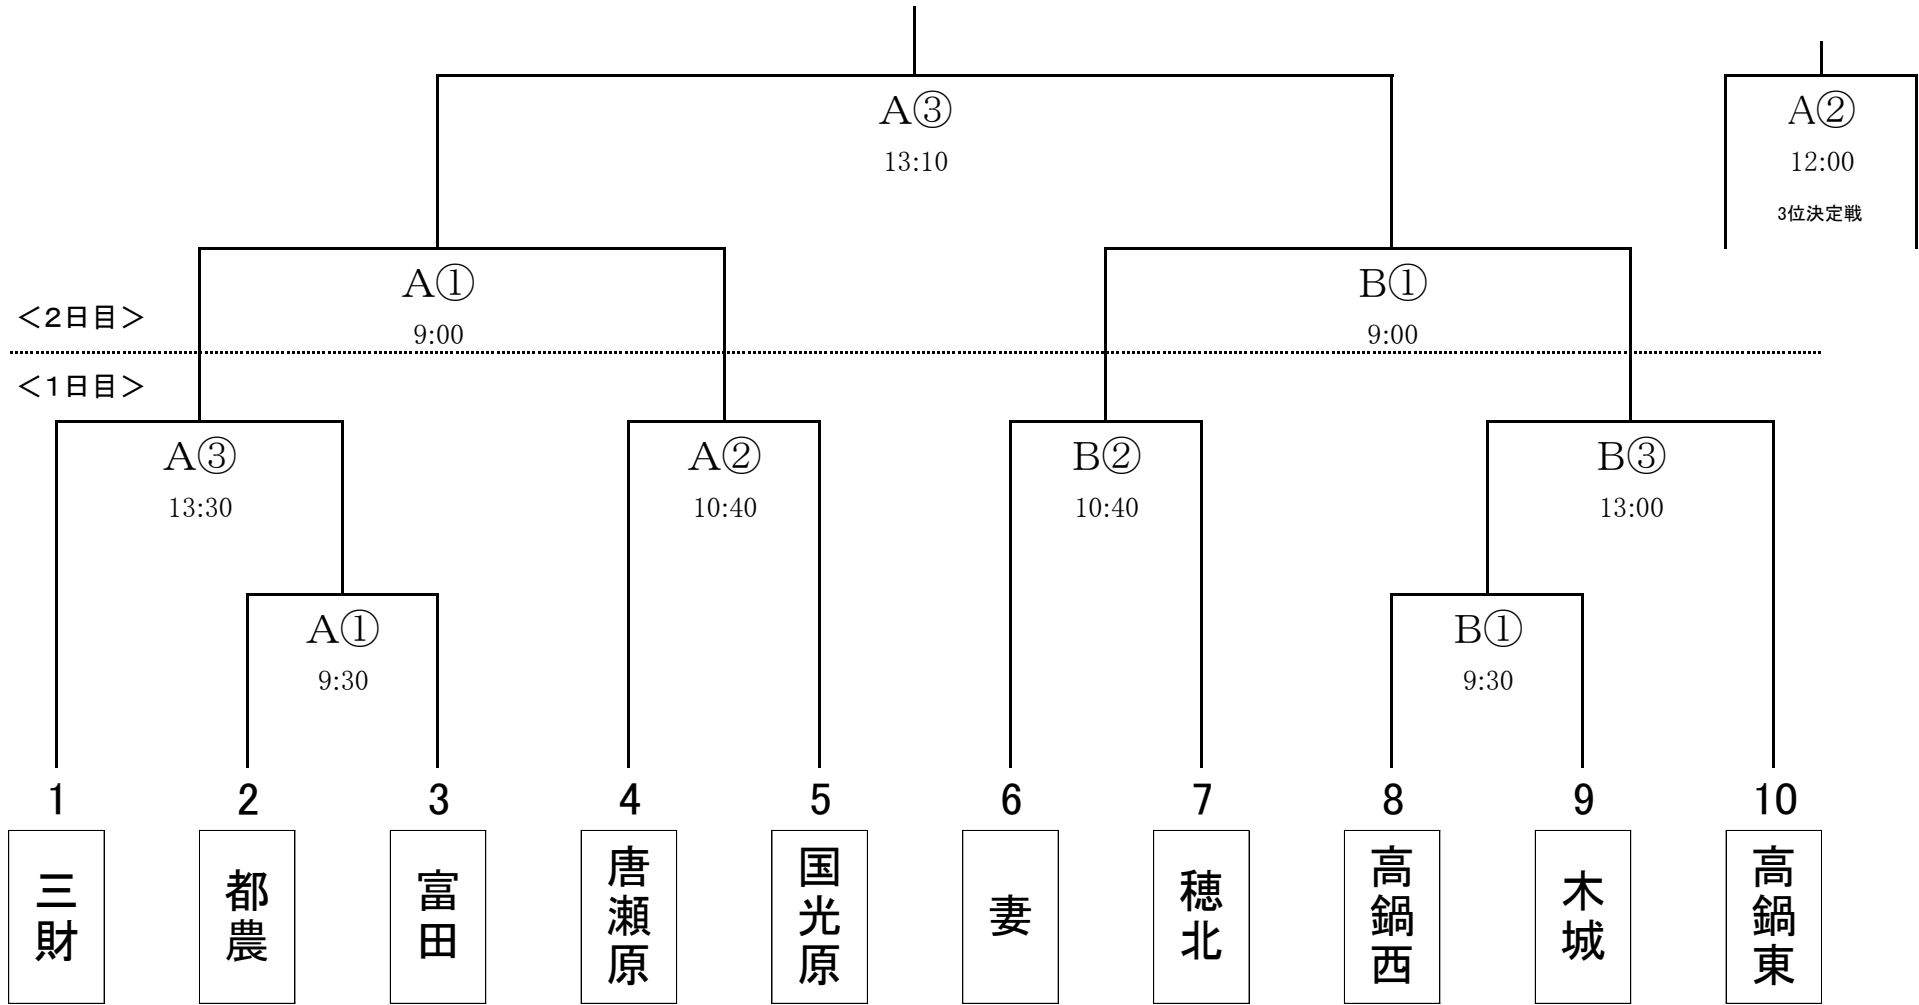 A③
A②
13:10
12:00
3位決定戦
A①
B①
＜2日目＞
9:00
9:00
＜1日目＞
A③
A②
B②
B③
13:30
10:40
10:40
13:00
A①
B①
9:30
9:30
1
2
3
4
5
6
7
8
9
10
三財
都農
富田
唐瀬原
国光原
妻
穂北
高鍋西
木城
高鍋東